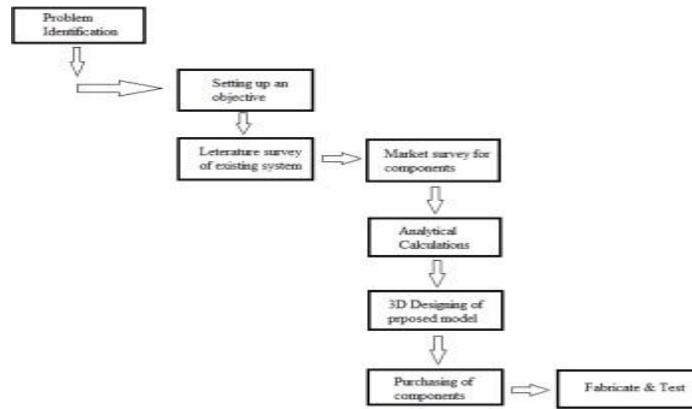 Problem
Identification
Setting up an
objective
Leterature survey
of existing system
Market survey for
components
Analytical
Calculations
3D Designing of
prposed model
Purchasing of
components
Fabricate & Test